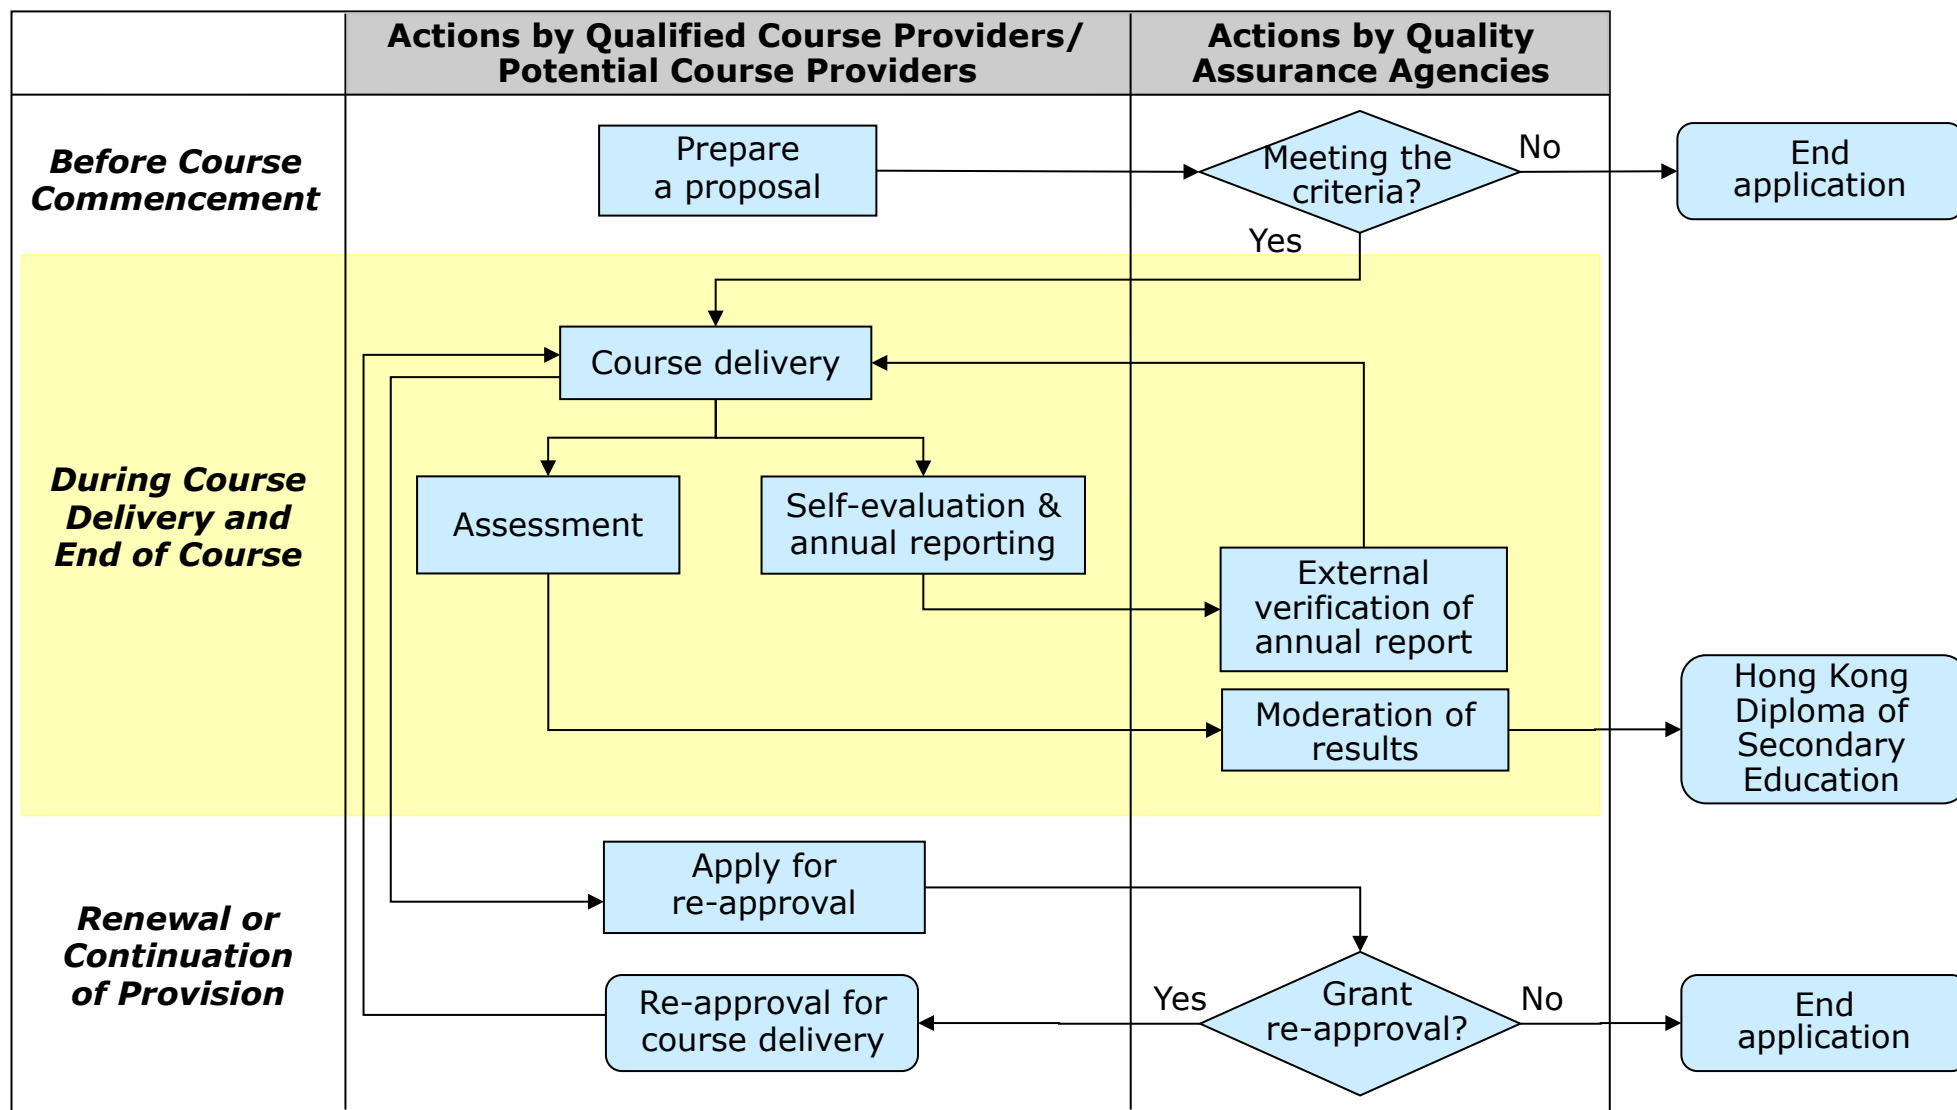 Actions by Qualified Course Providers/
Potential Course Providers
Actions by Quality
Assurance Agencies
Before Course
Commencement
Prepare
a proposal
Meeting the
criteria?
No
End
application
Yes
During Course
Delivery and
End of Course
Course delivery
Assessment
Self-evaluation &
annual reporting
External
verification of
annual report
Moderation of
results
Hong Kong
Diploma of
Secondary
Education
Renewal or
Continuation
of Provision
Apply for
re-approval
Re-approval for
course delivery
Yes
Grant
re-approval?
No
End
application